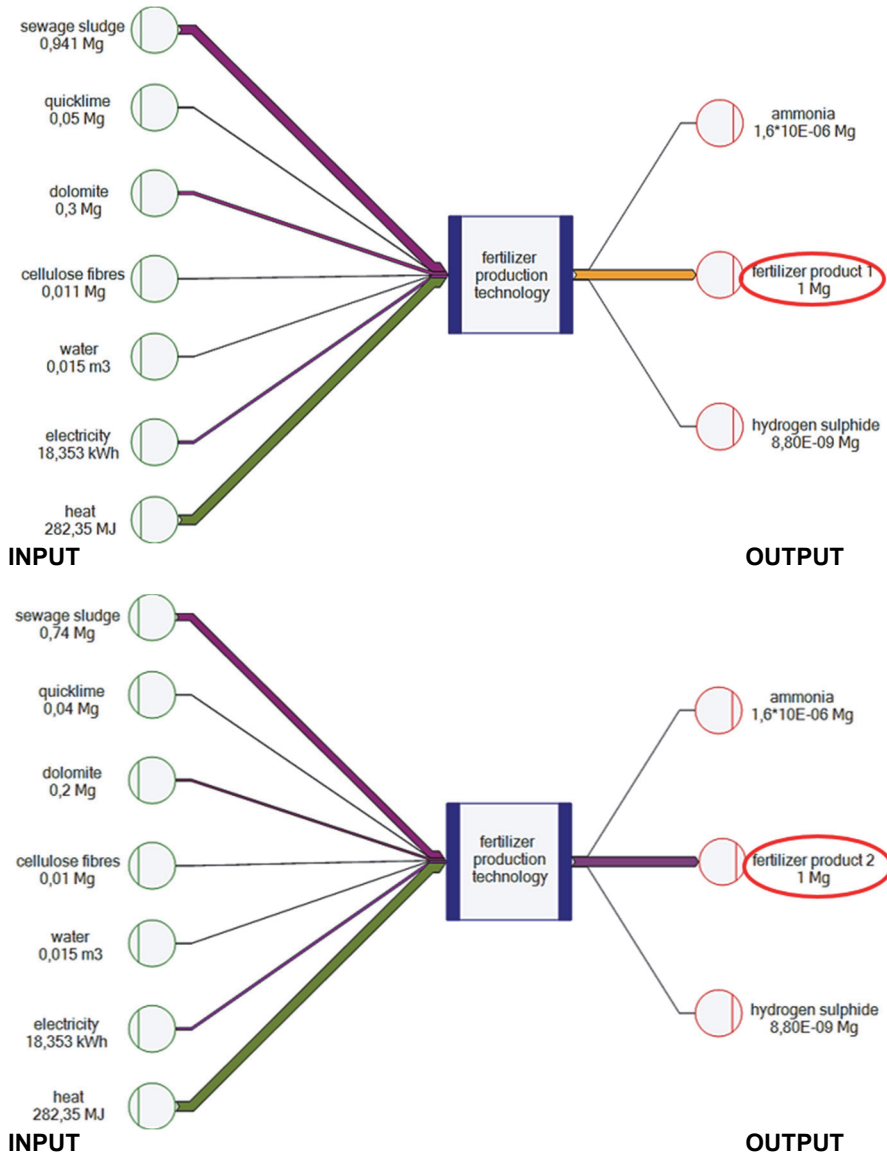 sewage sludge
0,941 Mg
quicklime
0,05 Mg
dolomite
0,3 Mg
cellulose fibres
0,011 Mg
water
0,015 m3
electricity
18,353 kWh
heat
282,35 MJ
fertilizer
production
technology
ammonia
1,6*10E-06 Mg
fertilizer product 1
1 Mg
hydrogen sulphide
8,80E-09 Mg
INPUT
OUTPUT
sewage sludge
0,74 Mg
quicklime
0,04 Mg
dolomite
0,2 Mg
cellulose fibres
0,01 Mg
water
0,015 m3
electricity
18,353 kWh
heat
282,35 MJ
fertilizer
production
technology
ammonia
1,6*10E-06 Mg
fertilizer product 2
1 Mg
hydrogen sulphide
8,80E-09 Mg
INPUT
OUTPUT